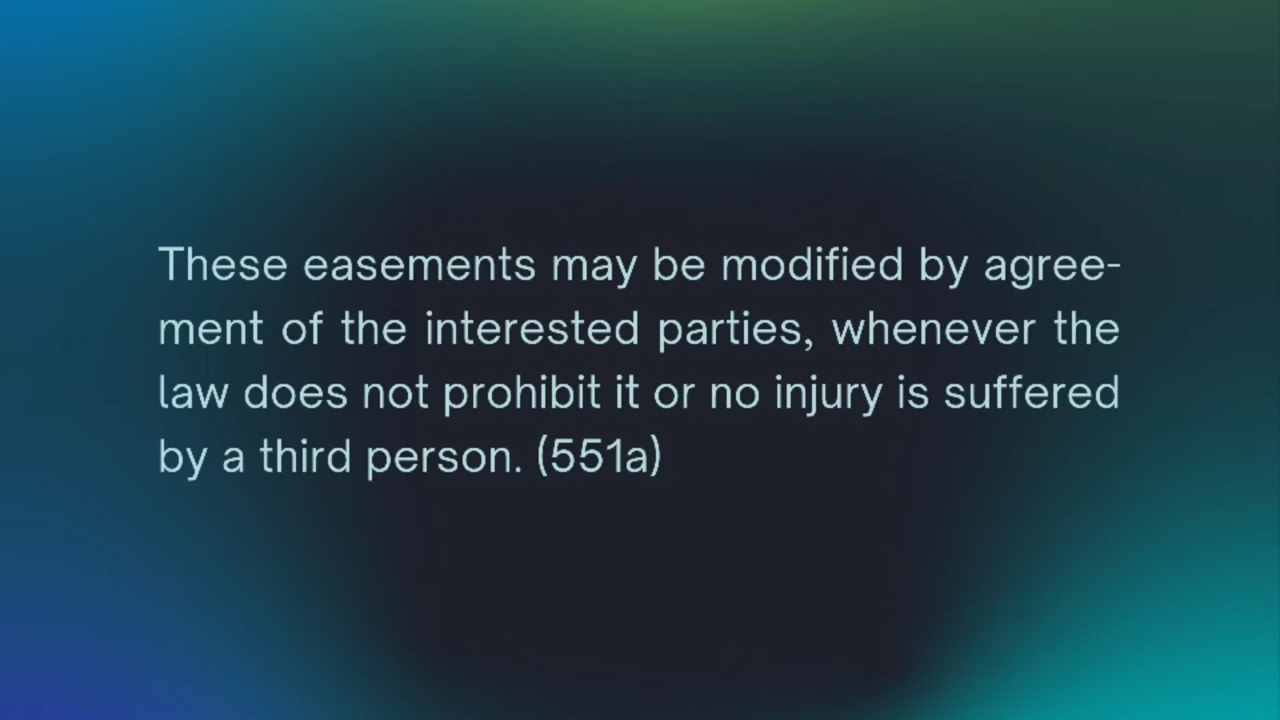 These easements may be modified by agree-
ment of the interested parties, whenever the
law does not prohibit it or no injury is suffered
by a third person. (551a)